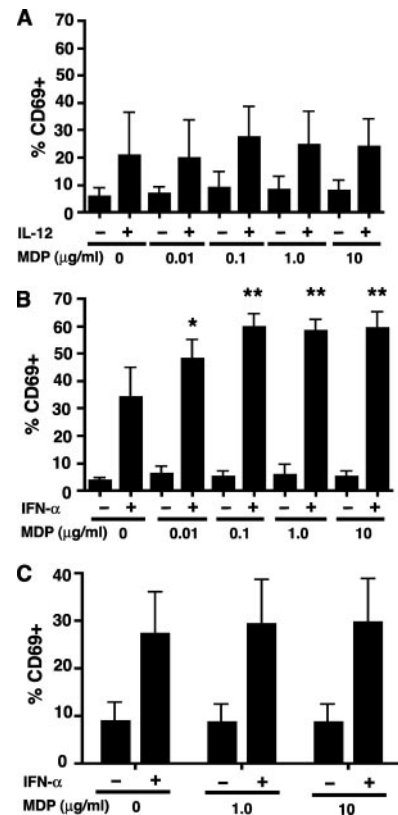 A
% CD69+
70
60
50
40
30
20
10
0
IL-12 – + – + – + – + – +
MDP (μg/ml) 0 0.01 0.1 1.0 10
B
% CD69+
70
60
50
40
30
20
10
0
* ** ** **
IFN-α – + – + – + – + – +
MDP (μg/ml) 0 0.01 0.1 1.0 10
C
% CD69+
40
30
20
10
0
IFN-α – + – + – +
MDP (μg/ml) 0 1.0 10